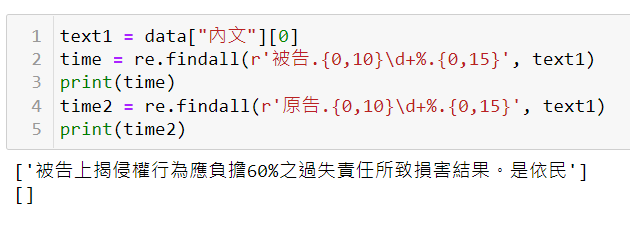 1 text1 = data["內文"][0]
2 time = re.findall(r'被告.{0,10}\d+%.{0,15}', text1)
3 print(time)
4 time2 = re.findall(r'原告.{0,10}\d+%.{0,15}', text1)
5 print(time2)
['被告上揭侵權行為應負擔60%之過失責任所致損害結果。是依民']
[]